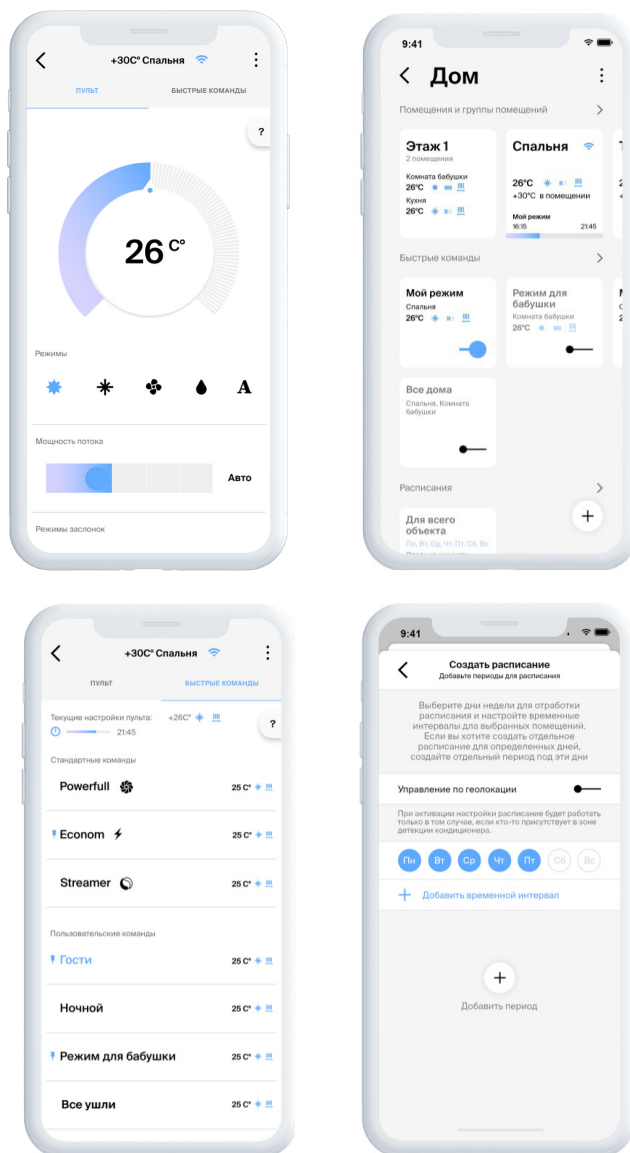 +30C° Спальня
ПУЛЬТ
БЫСТРЫЕ КОМАНДЫ
?
26 C°
Режимы
A
Мощность потока
Авто
Режимы заслонок
9:41
Дом
Помещения и группы помещений
Этаж 1
2 помещения
Комната бабушки
26°C
Кухня
26°C
Спальня
26°C
+30°C в помещении
Мой режим
16:15 21:45
Быстрые команды
Мой режим
Спальня
26°C
Режим для
бабушки
Комната бабушки
26°C
Все дома
Спальня, Комната
бабушки
Расписания
Для всего
объекта
Пн, Вт, Ср, Чт, Пт, Сб, Вс
+30C° Спальня
ПУЛЬТ
БЫСТРЫЕ КОМАНДЫ
Текущие настройки пульта: +26C°
21:45
?
Стандартные команды
Powerfull 25 C°
Econom 25 C°
Streamer 25 C°
Пользовательские команды
Гости 25 C°
Ночной 25 C°
Режим для бабушки 25 C°
Все ушли 25 C°
9:41
Создать расписание
Добавьте периоды для расписания
Выберите дни недели для отработки
расписания и настройте временные
интервалы для выбранных помещений.
Если вы хотите создать отдельное
расписание для определенных дней,
создайте отдельный период под эти дни
Управление по геолокации
При активации настройки расписание будет работать
только в том случае, если кто-то присутствует в зоне
детекции кондиционера.
Пн Вт Ср Чт Пт Сб Вс
Добавить временной интервал
Добавить период